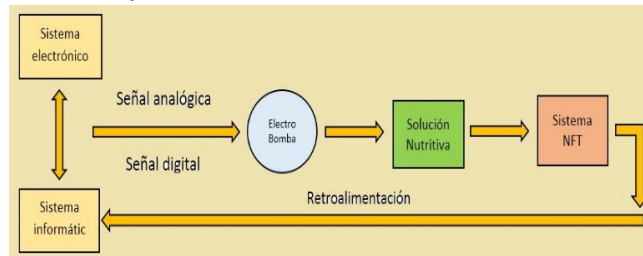 Sistema
electrónico
Señal analógica
Señal digital
Electro
Bomba
Solución
Nutritiva
Sistema
NFT
Retroalimentación
Sistema
informátic